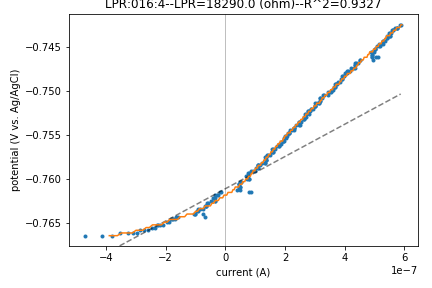 LPR:016:4--LPR=18290.0 (ohm)--R^2=0.9327
potential (V vs. Ag/AgCl)
−0.745
−0.750
−0.755
−0.760
−0.765
−4
−2
0
2
4
6
1e−7
current (A)